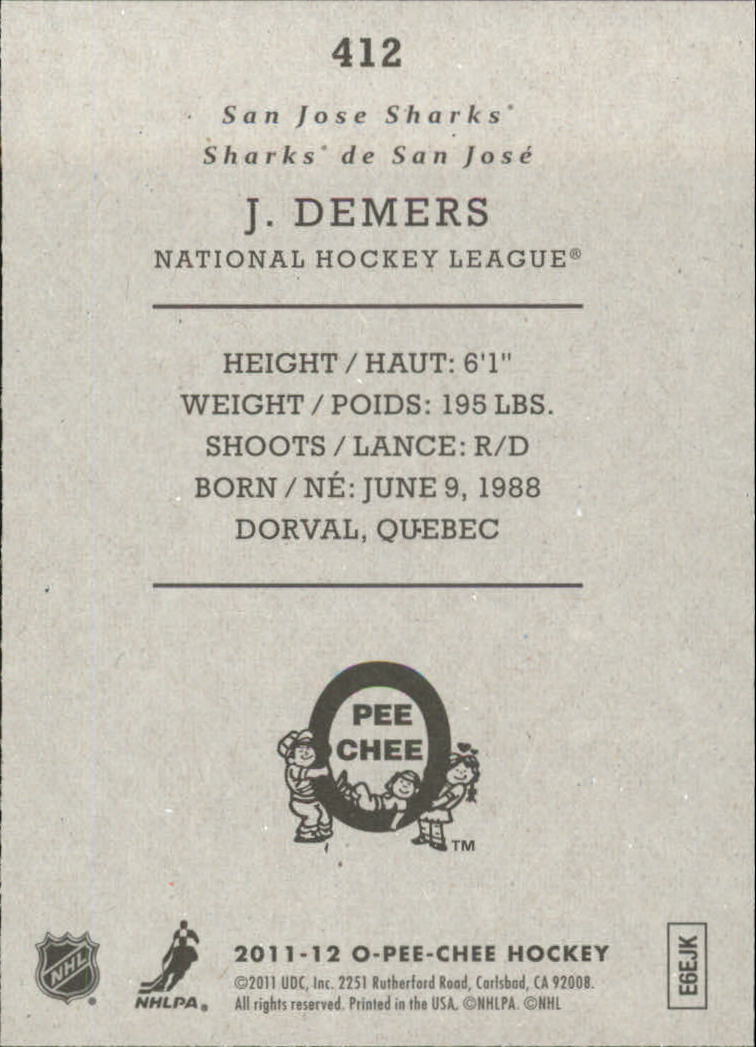 412
San Jose Sharks®
Sharks® de San José
J. DEMERS
NATIONAL HOCKEY LEAGUE®
HEIGHT / HAUT: 6'1"
WEIGHT / POIDS: 195 LBS.
SHOOTS / LANCE: R/D
BORN / NÉ: JUNE 9, 1988
DORVAL, QUEBEC
O
PEE
CHEE
TM
NHL
NHLPA®
2011-12 O-PEE-CHEE HOCKEY
©2011 UDC, Inc. 2251 Rutherford Road, Carlsbad, CA 92008.
All rights reserved. Printed in the USA. ©NHLPA. ©NHL
E6EJK